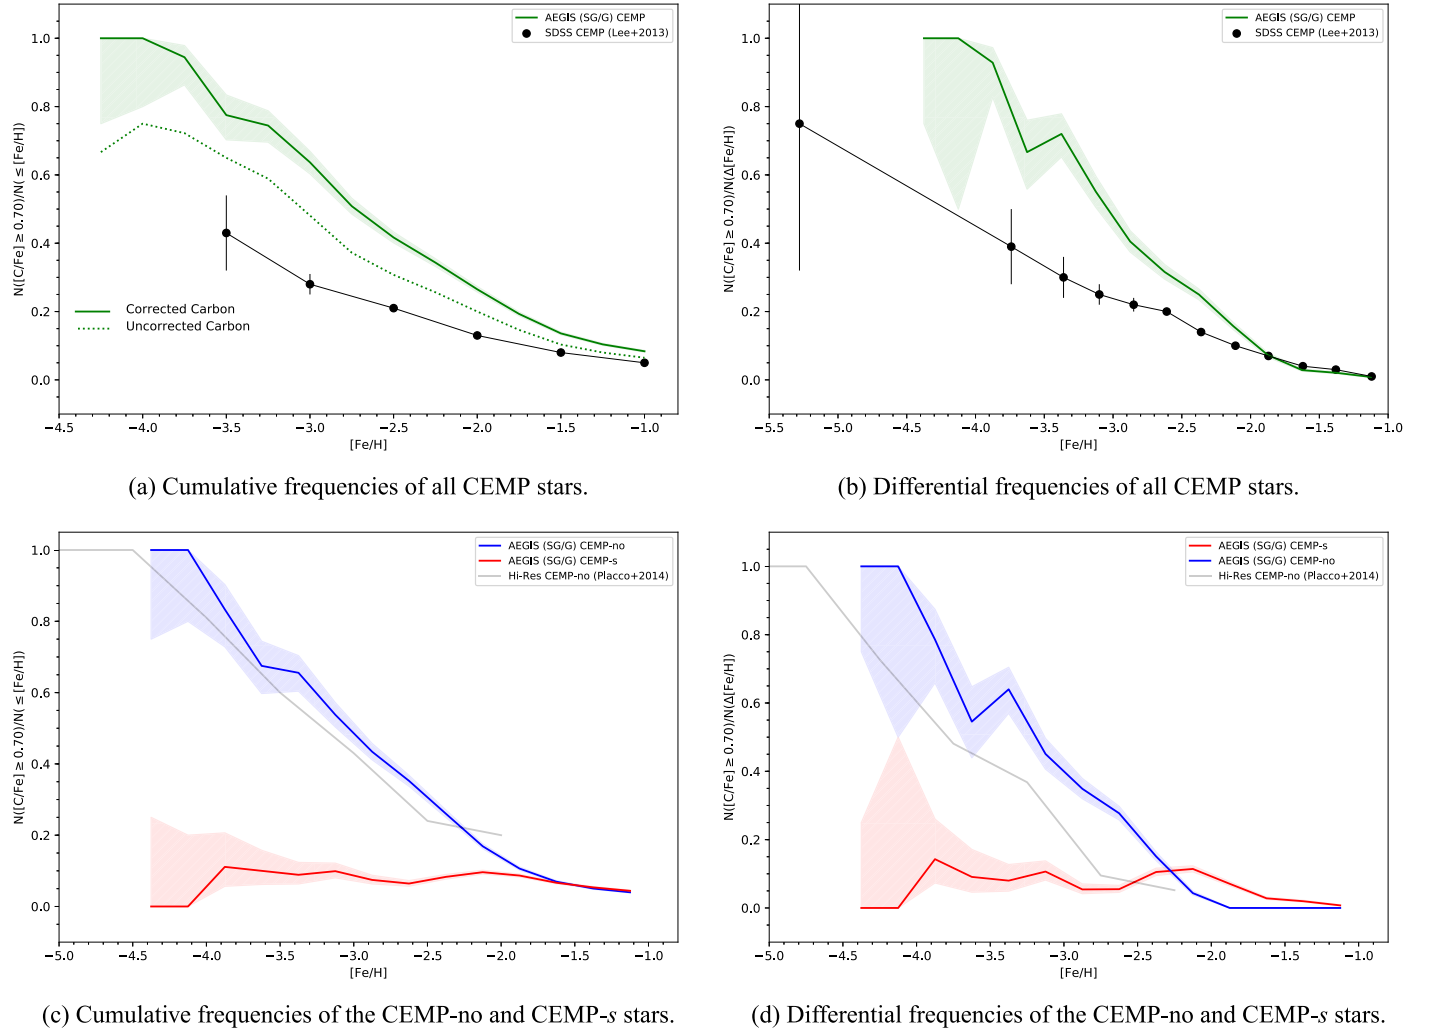 AEGIS (SG/G) CEMP
SDSS CEMP (Lee+2013)
1.0
0.8
0.6
0.4
0.2
0.0
N([C/Fe] ≥ 0.70)/N( ≤ [Fe/H])
Corrected Carbon
Uncorrected Carbon
−4.5 −4.0 −3.5 −3.0 −2.5 −2.0 −1.5 −1.0
[Fe/H]
(a) Cumulative frequencies of all CEMP stars.
AEGIS (SG/G) CEMP
SDSS CEMP (Lee+2013)
1.0
0.8
0.6
0.4
0.2
0.0
N([C/Fe] ≥ 0.70)/N(Δ[Fe/H])
−5.5 −5.0 −4.5 −4.0 −3.5 −3.0 −2.5 −2.0 −1.5 −1.0
[Fe/H]
(b) Differential frequencies of all CEMP stars.
AEGIS (SG/G) CEMP-no
AEGIS (SG/G) CEMP-s
Hi-Res CEMP-no (Placco+2014)
1.0
0.8
0.6
0.4
0.2
0.0
N([C/Fe] ≥ 0.70)/N( ≤ [Fe/H])
−5.0 −4.5 −4.0 −3.5 −3.0 −2.5 −2.0 −1.5 −1.0
[Fe/H]
(c) Cumulative frequencies of the CEMP-no and CEMP-s stars.
AEGIS (SG/G) CEMP-s
AEGIS (SG/G) CEMP-no
Hi-Res CEMP-no (Placco+2014)
1.0
0.8
0.6
0.4
0.2
0.0
N([C/Fe] ≥ 0.70)/N(Δ[Fe/H])
−5.0 −4.5 −4.0 −3.5 −3.0 −2.5 −2.0 −1.5 −1.0
[Fe/H]
(d) Differential frequencies of the CEMP-no and CEMP-s stars.